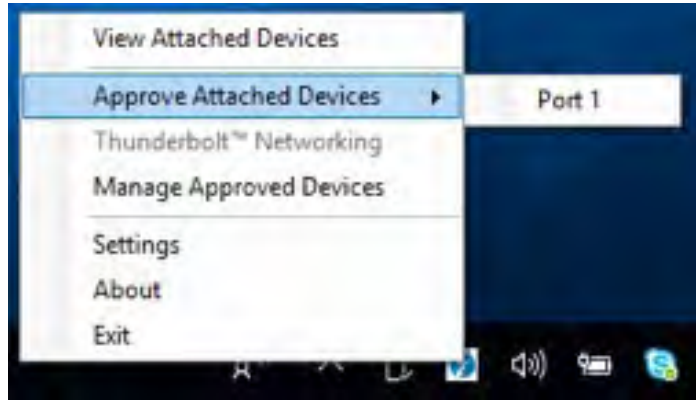 View Attached Devices
Approve Attached Devices
Port 1
Thunderbolt™ Networking
Manage Approved Devices
Settings
About
Exit